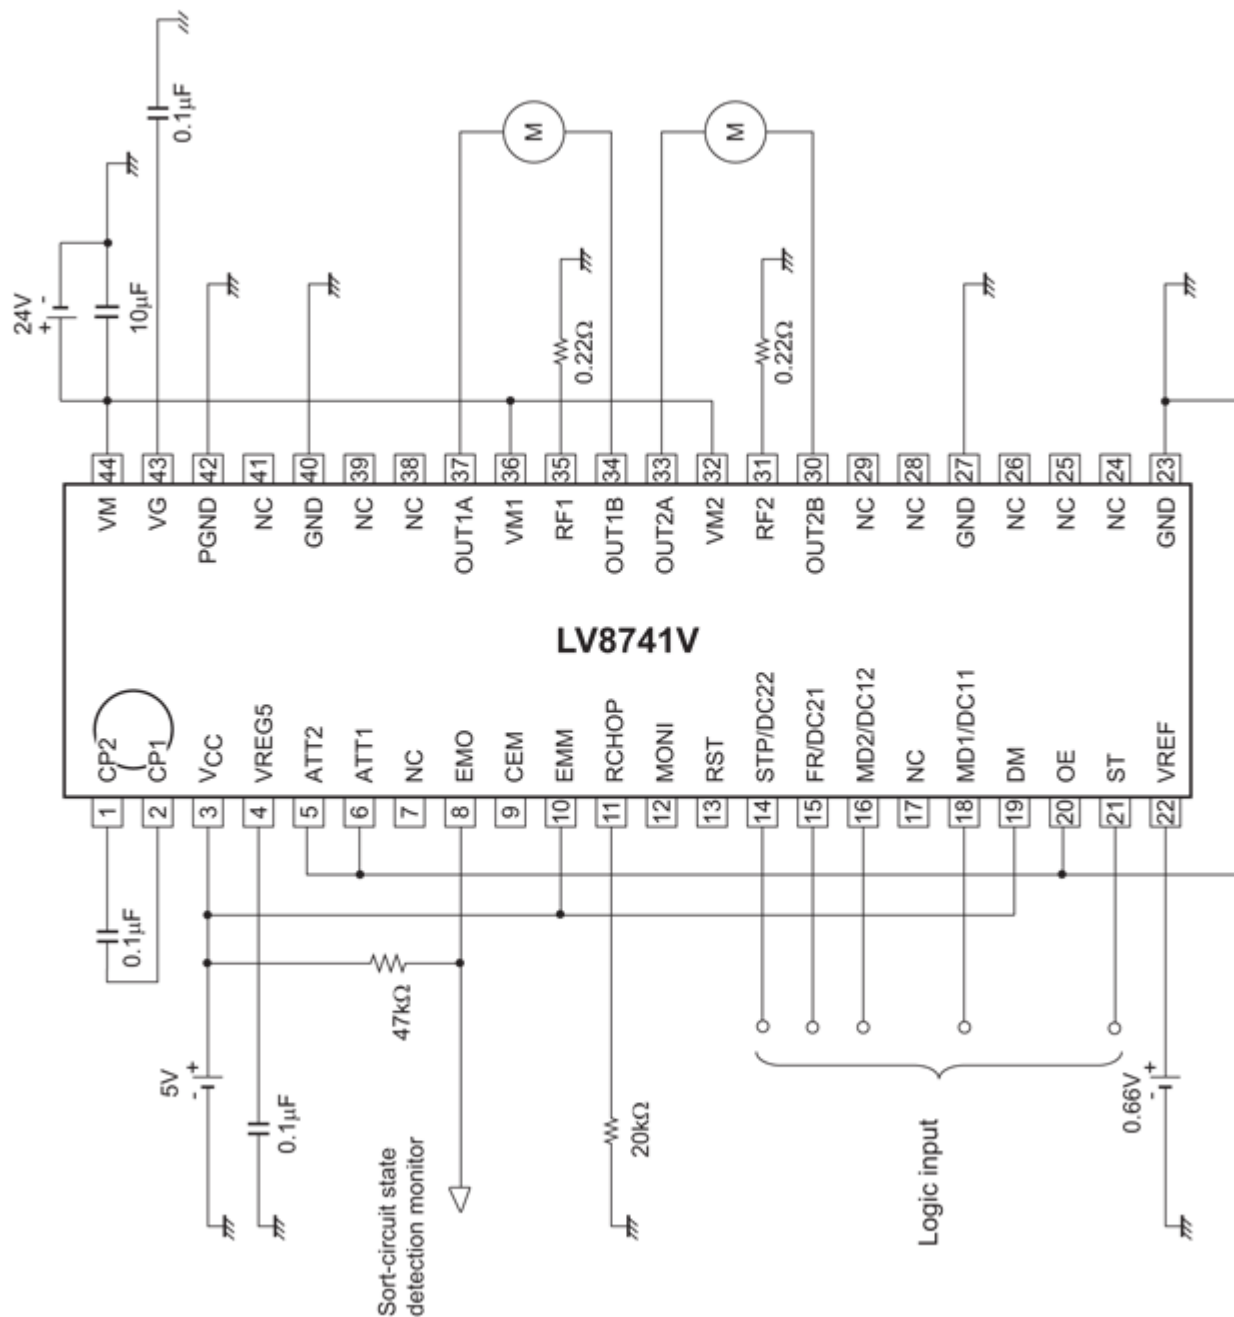 24V
+
-
10μF
0.1μF
M
M
0.22Ω
0.22Ω
44
43
42
41
40
39
38
37
36
35
34
33
32
31
30
29
28
27
26
25
24
23
VM
VG
PGND
NC
GND
NC
NC
OUT1A
VM1
RF1
OUT1B
OUT2A
VM2
RF2
OUT2B
NC
NC
GND
NC
NC
NC
GND
LV8741V
CP2
CP1
VCC
VREG5
ATT2
ATT1
NC
EMO
CEM
EMM
RCHOP
MONI
RST
STP/DC22
FR/DC21
MD2/DC12
NC
MD1/DC11
DM
OE
ST
VREF
1
2
3
4
5
6
7
8
9
10
11
12
13
14
15
16
17
18
19
20
21
22
0.1μF
47kΩ
5V
+
-
0.1μF
20kΩ
Sort-circuit state
detection monitor
Logic input
0.66V
+
-